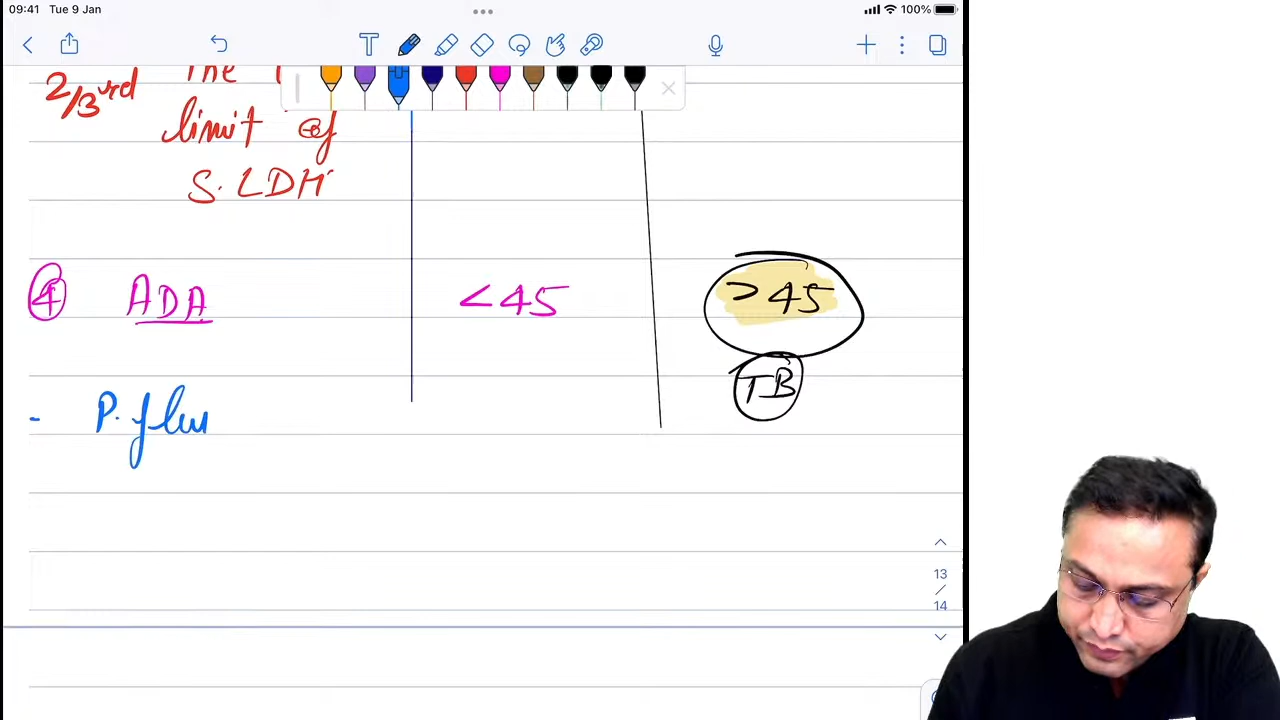 09:41 Tue 9 Jan
100%
T
2/3rd The
limit of
S. LDH
4 ADA <45 >45
TB
- P. flu
13
/
14